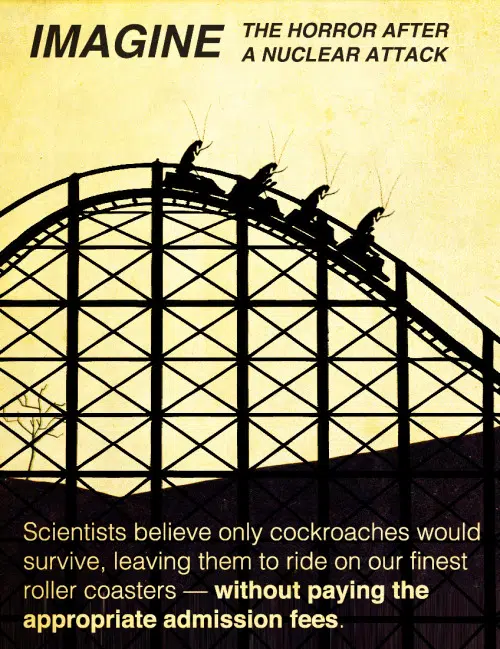 IMAGINE
THE HORROR AFTER
A NUCLEAR ATTACK
Scientists believe only cockroaches would
survive, leaving them to ride on our finest
roller coasters — without paying the
appropriate admission fees.